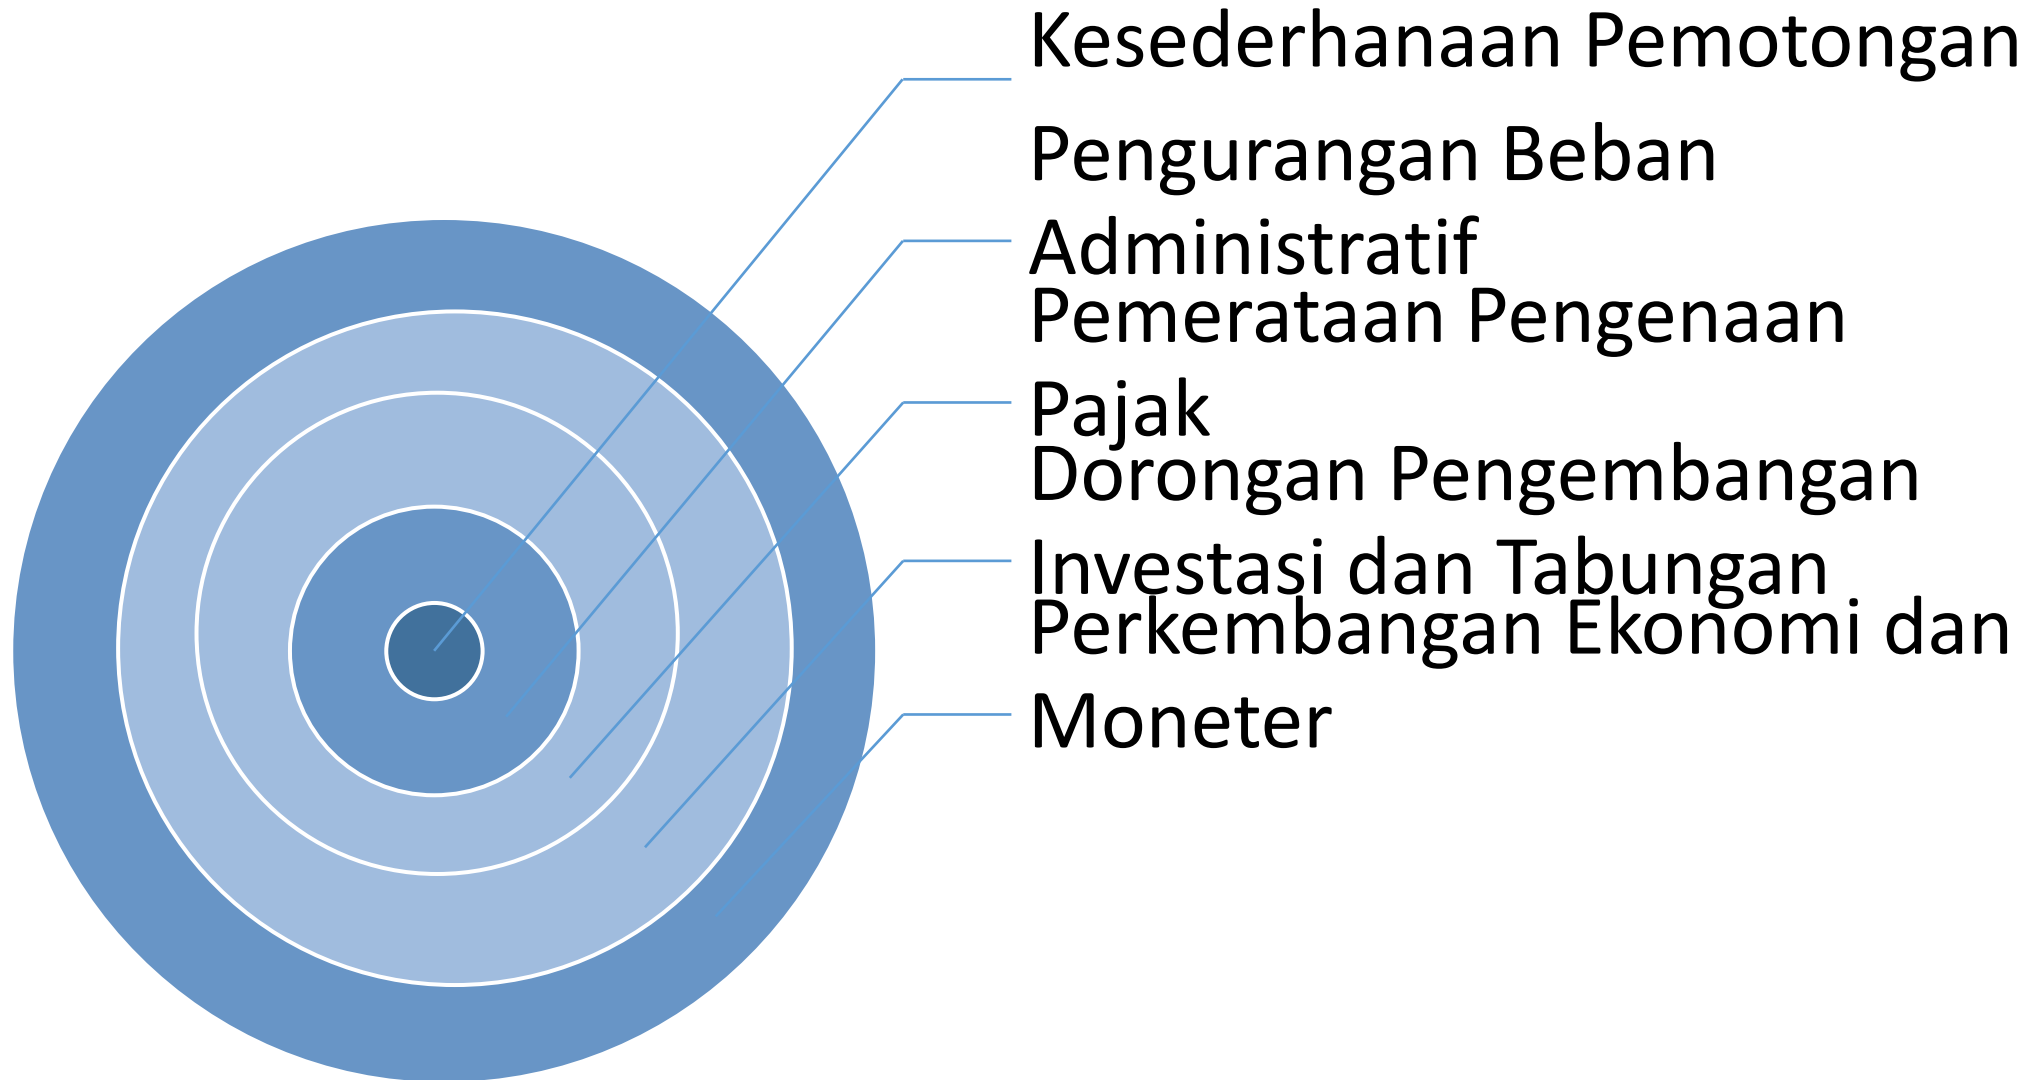 Kesederhanaan Pemotongan
Pengurangan Beban
Administratif
Pemerataan Pengenaan
Pajak
Dorongan Pengembangan
Investasi dan Tabungan
Perkembangan Ekonomi dan
Moneter